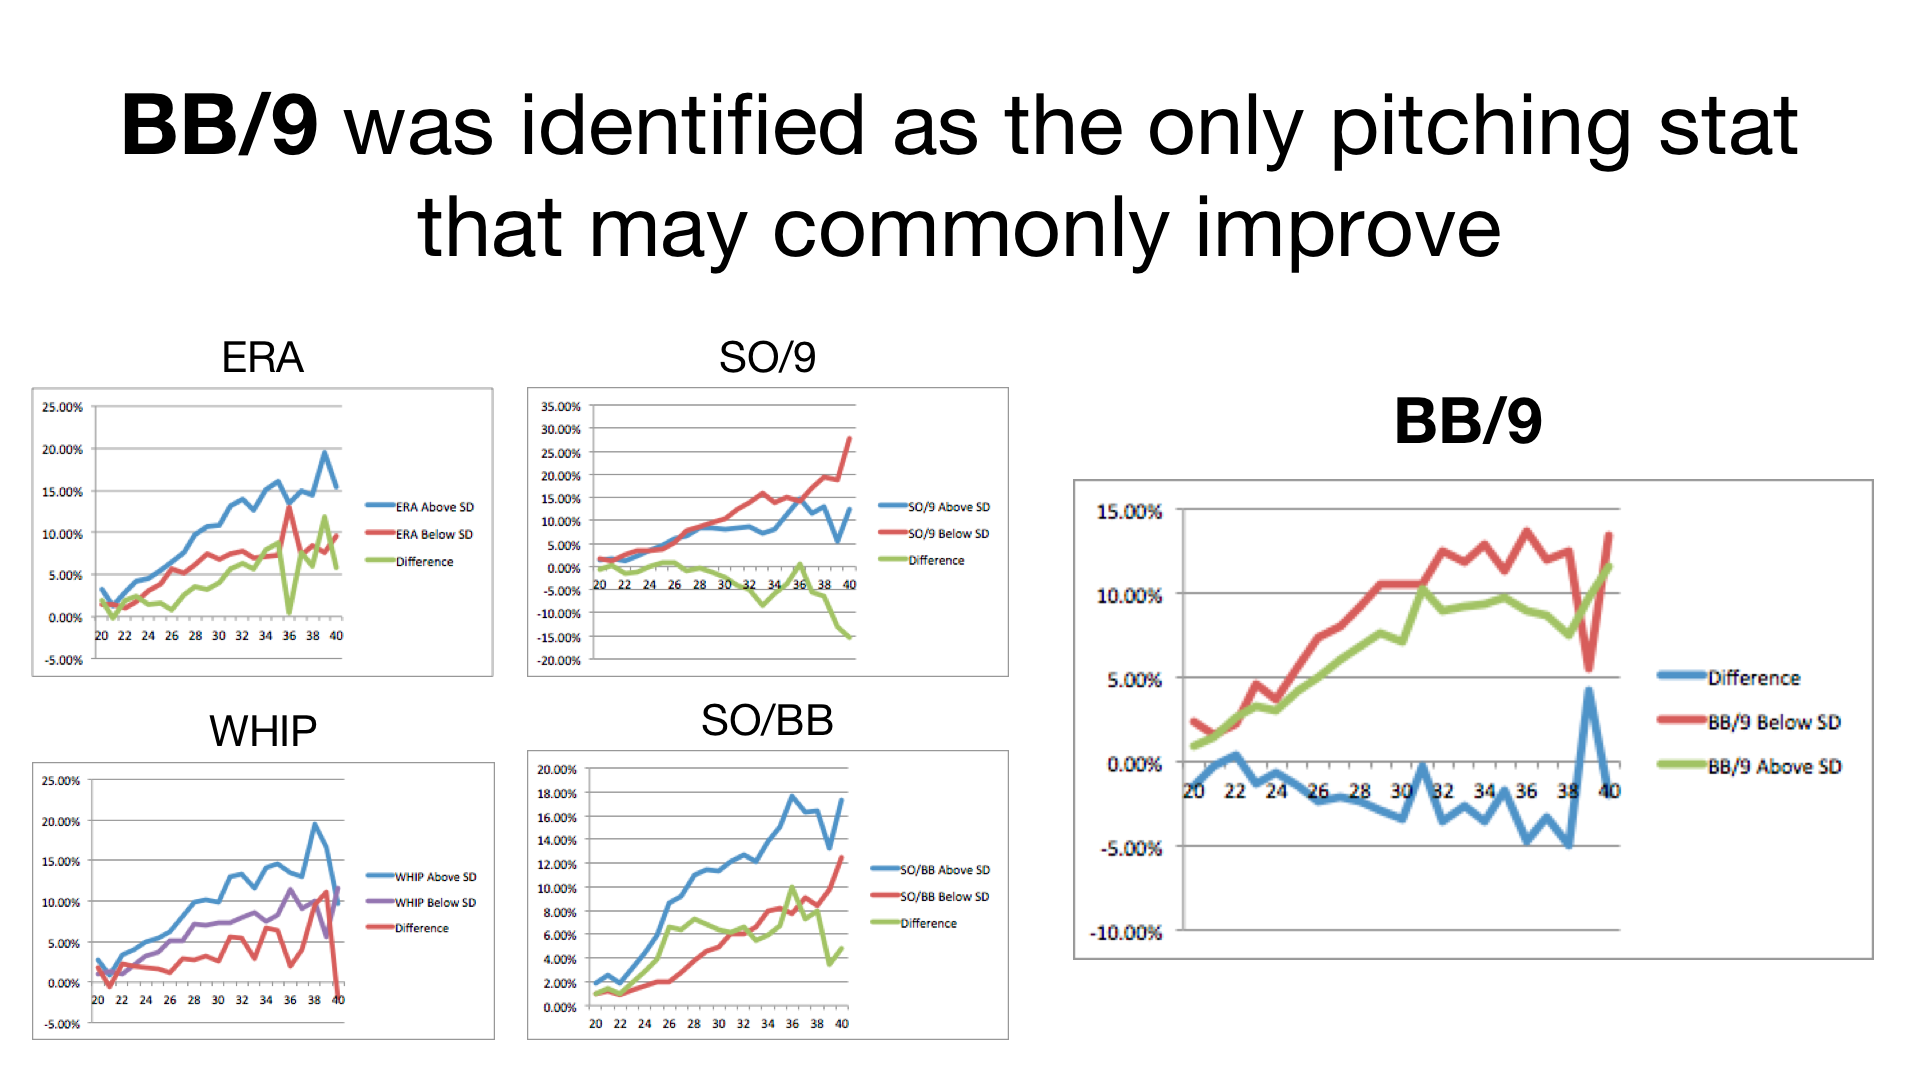 BB/9 was identified as the only pitching stat
that may commonly improve
ERA
25.00%
20.00%
15.00%
10.00%
5.00%
0.00%
-5.00%
20 22 24 26 28 30 32 34 36 38 40
ERA Above SD
ERA Below SD
Difference
SO/9
35.00%
30.00%
25.00%
20.00%
15.00%
10.00%
5.00%
0.00%
-5.00%
-10.00%
-15.00%
-20.00%
20 22 24 26 28 30 32 34 36 38 40
SO/9 Above SD
SO/9 Below SD
Difference
WHIP
25.00%
20.00%
15.00%
10.00%
5.00%
0.00%
-5.00%
20 22 24 26 28 30 32 34 36 38 40
WHIP Above SD
WHIP Below SD
Difference
SO/BB
20.00%
18.00%
16.00%
14.00%
12.00%
10.00%
8.00%
6.00%
4.00%
2.00%
0.00%
20 22 24 26 28 30 32 34 36 38 40
SO/BB Above SD
SO/BB Below SD
Difference
BB/9
15.00%
10.00%
5.00%
0.00%
-5.00%
-10.00%
20 22 24 26 28 30 32 34 36 38 40
Difference
BB/9 Below SD
BB/9 Above SD